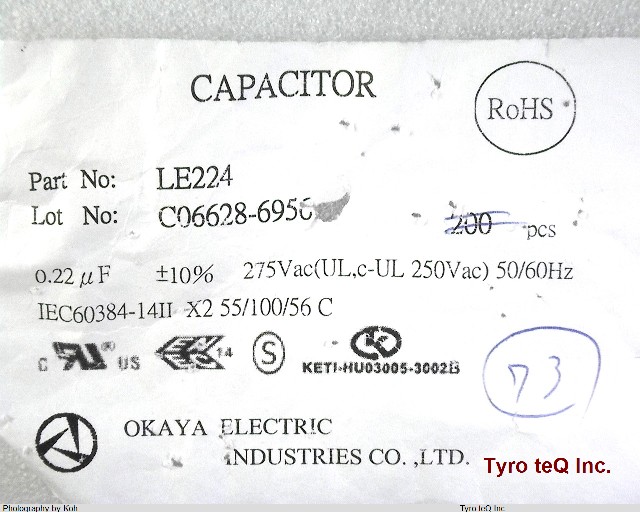 CAPACITOR
RoHS
Part No: LE224
Lot No: C06628-6956
200 pcs
0.22 μF ±10% 275Vac(UL,c-UL 250Vac) 50/60Hz
IEC60384-14II X2 55/100/56 C
c UL ® US 14 S K
KETI-HU03005-3002B
73
OKAYA ELECTRIC
INDUSTRIES CO. ,LTD.
Tyro teQ Inc.
Photography by Koh Tyro teQ Inc